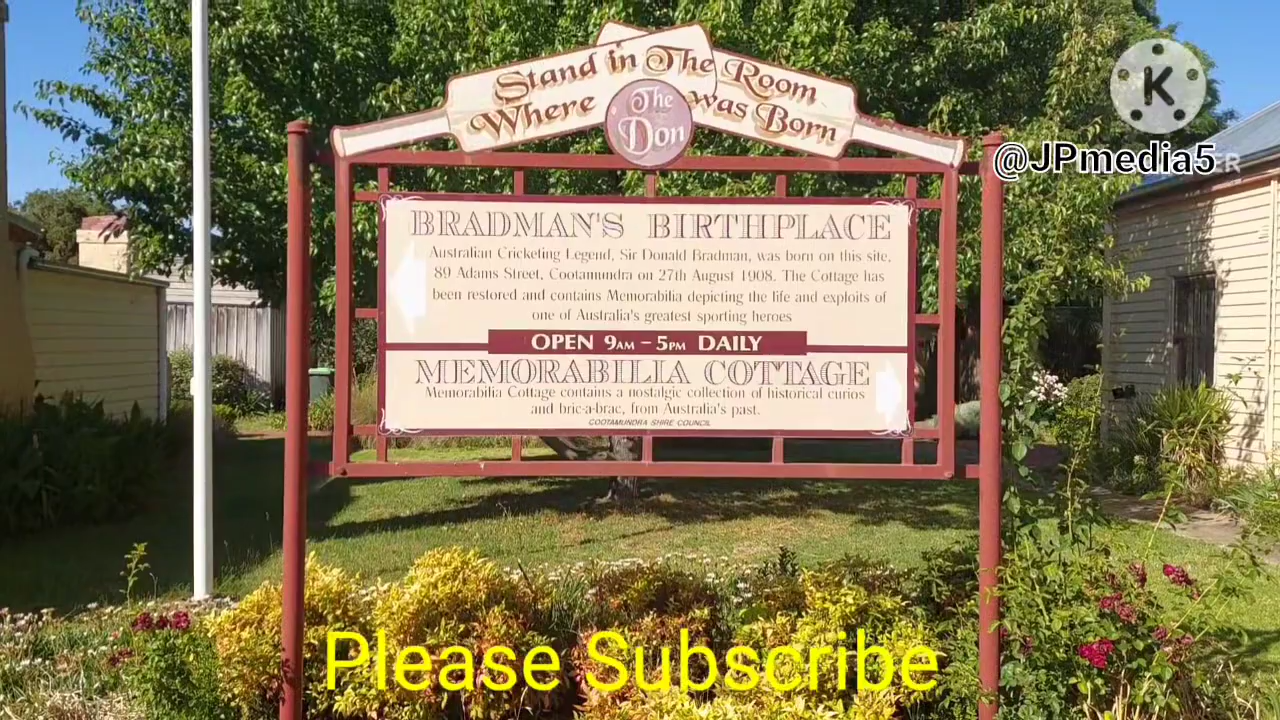 Stand in The Room
Where The Don was Born
K
@JPmedia5
BRADMAN'S BIRTHPLACE
Australian Cricketing Legend, Sir Donald Bradman, was born on this site,
89 Adams Street, Cootamundra on 27th August 1908. The Cottage has
been restored and contains Memorabilia depicting the life and exploits of
one of Australia's greatest sporting heroes
OPEN 9AM – 5PM DAILY
MEMORABILIA COTTAGE
Memorabilia Cottage contains a nostalgic collection of historical curios
and bric-a-brac, from Australia's past.
COOTAMUNDRA SHIRE COUNCIL
Please Subscribe